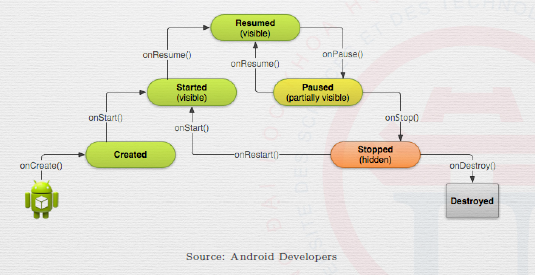 Resumed
(visible)
onResume()
onResume()
onPause()
Started
(visible)
Paused
(partially visible)
onStart()
onStart()
onStop()
Created
onRestart()
Stopped
(hidden)
onCreate()
onDestroy()
Destroyed
Source: Android Developers